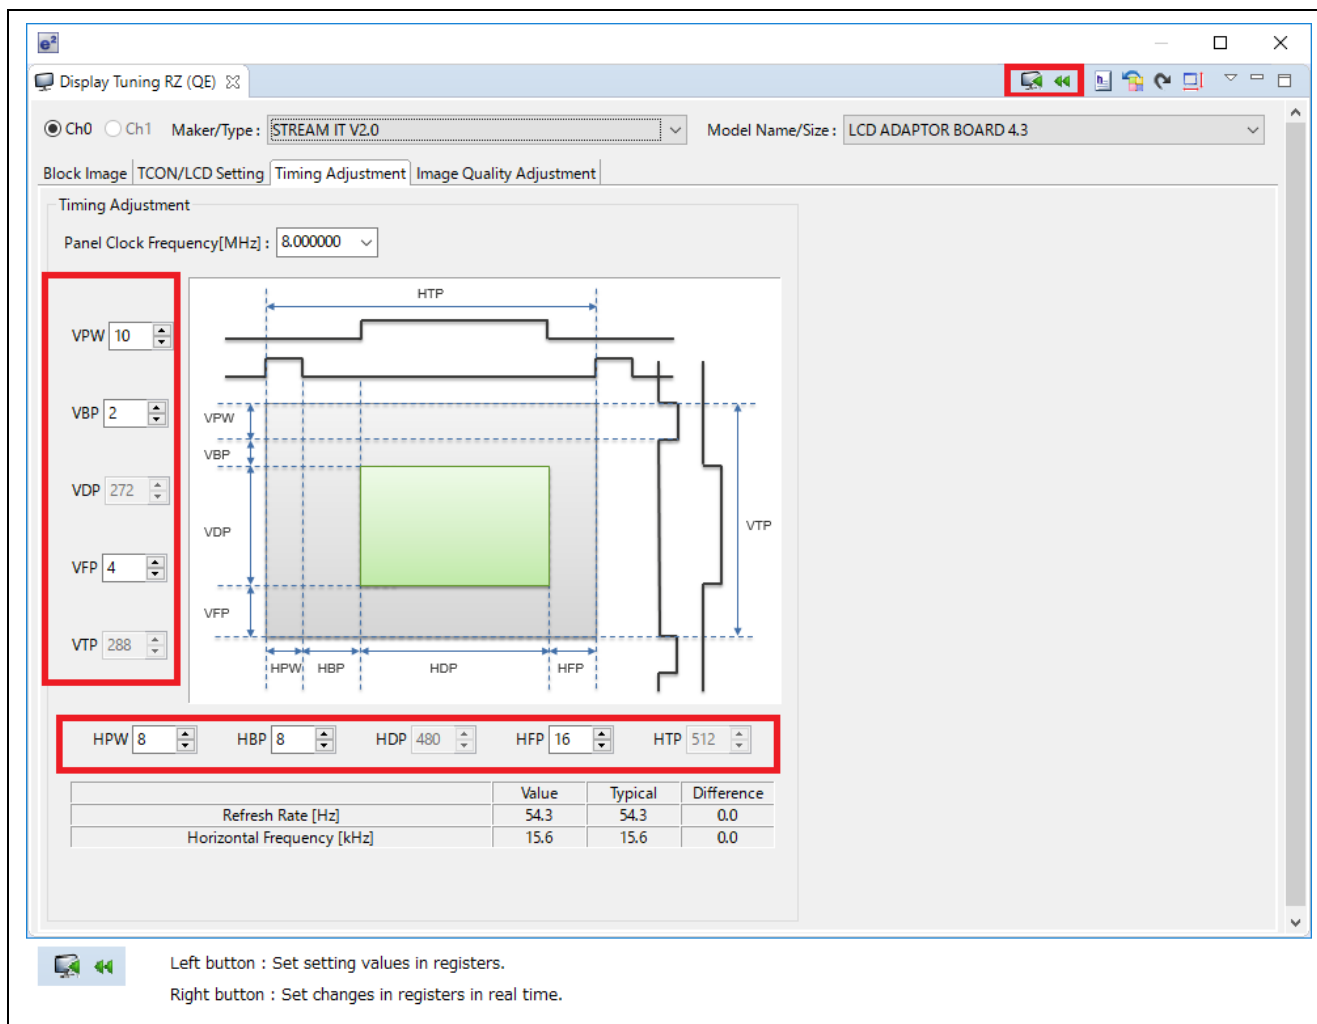 e²
Display Tuning RZ (QE)
Ch0 Ch1 Maker/Type : STREAM IT V2.0 Model Name/Size : LCD ADAPTOR BOARD 4.3
Block Image TCON/LCD Setting Timing Adjustment Image Quality Adjustment
Timing Adjustment
Panel Clock Frequency[MHz] : 8.000000
VPW 10
VBP 2
VDP 272
VFP 4
VTP 288
HTP
VPW
VBP
VDP
VTP
VFP
HPW HBP HDP HFP
HPW 8 HBP 8 HDP 480 HFP 16 HTP 512
Value Typical Difference
Refresh Rate [Hz] 54.3 54.3 0.0
Horizontal Frequency [kHz] 15.6 15.6 0.0
Left button : Set setting values in registers.
Right button : Set changes in registers in real time.